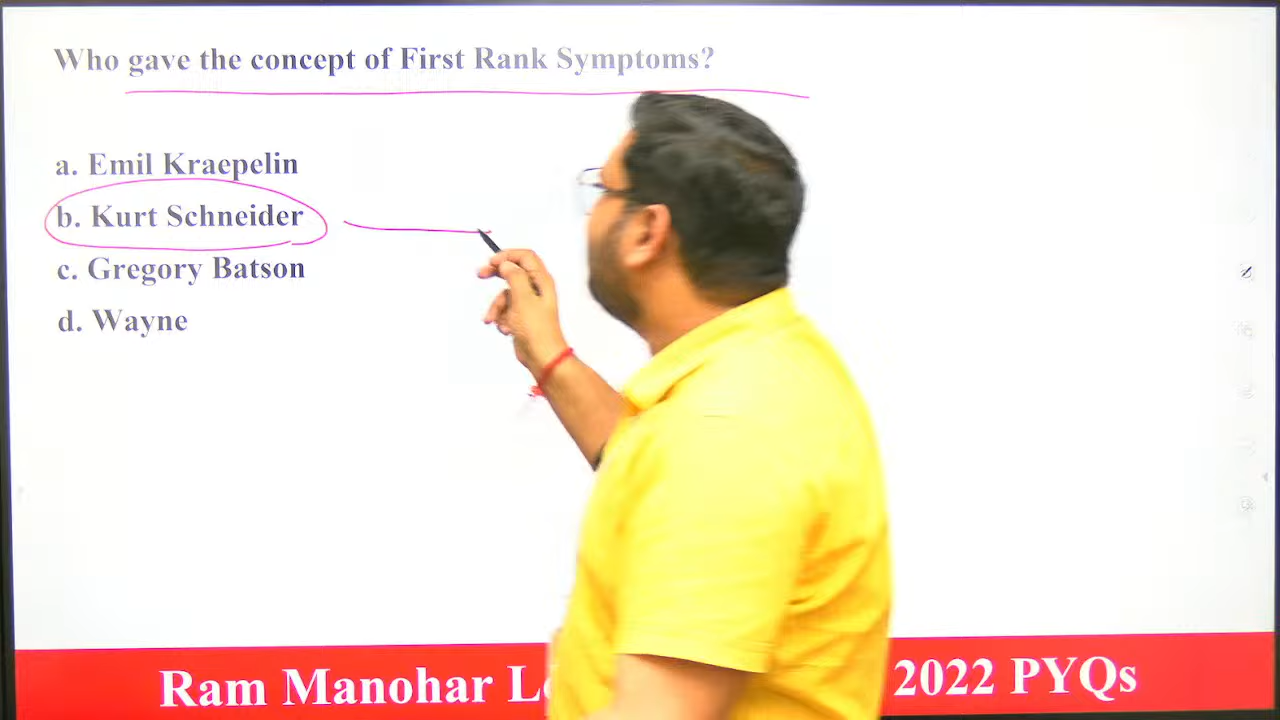 Who gave the concept of First Rank Symptoms?
a. Emil Kraepelin
b. Kurt Schneider
c. Gregory Batson
d. Wayne
Ram Manohar 2022 PYQs